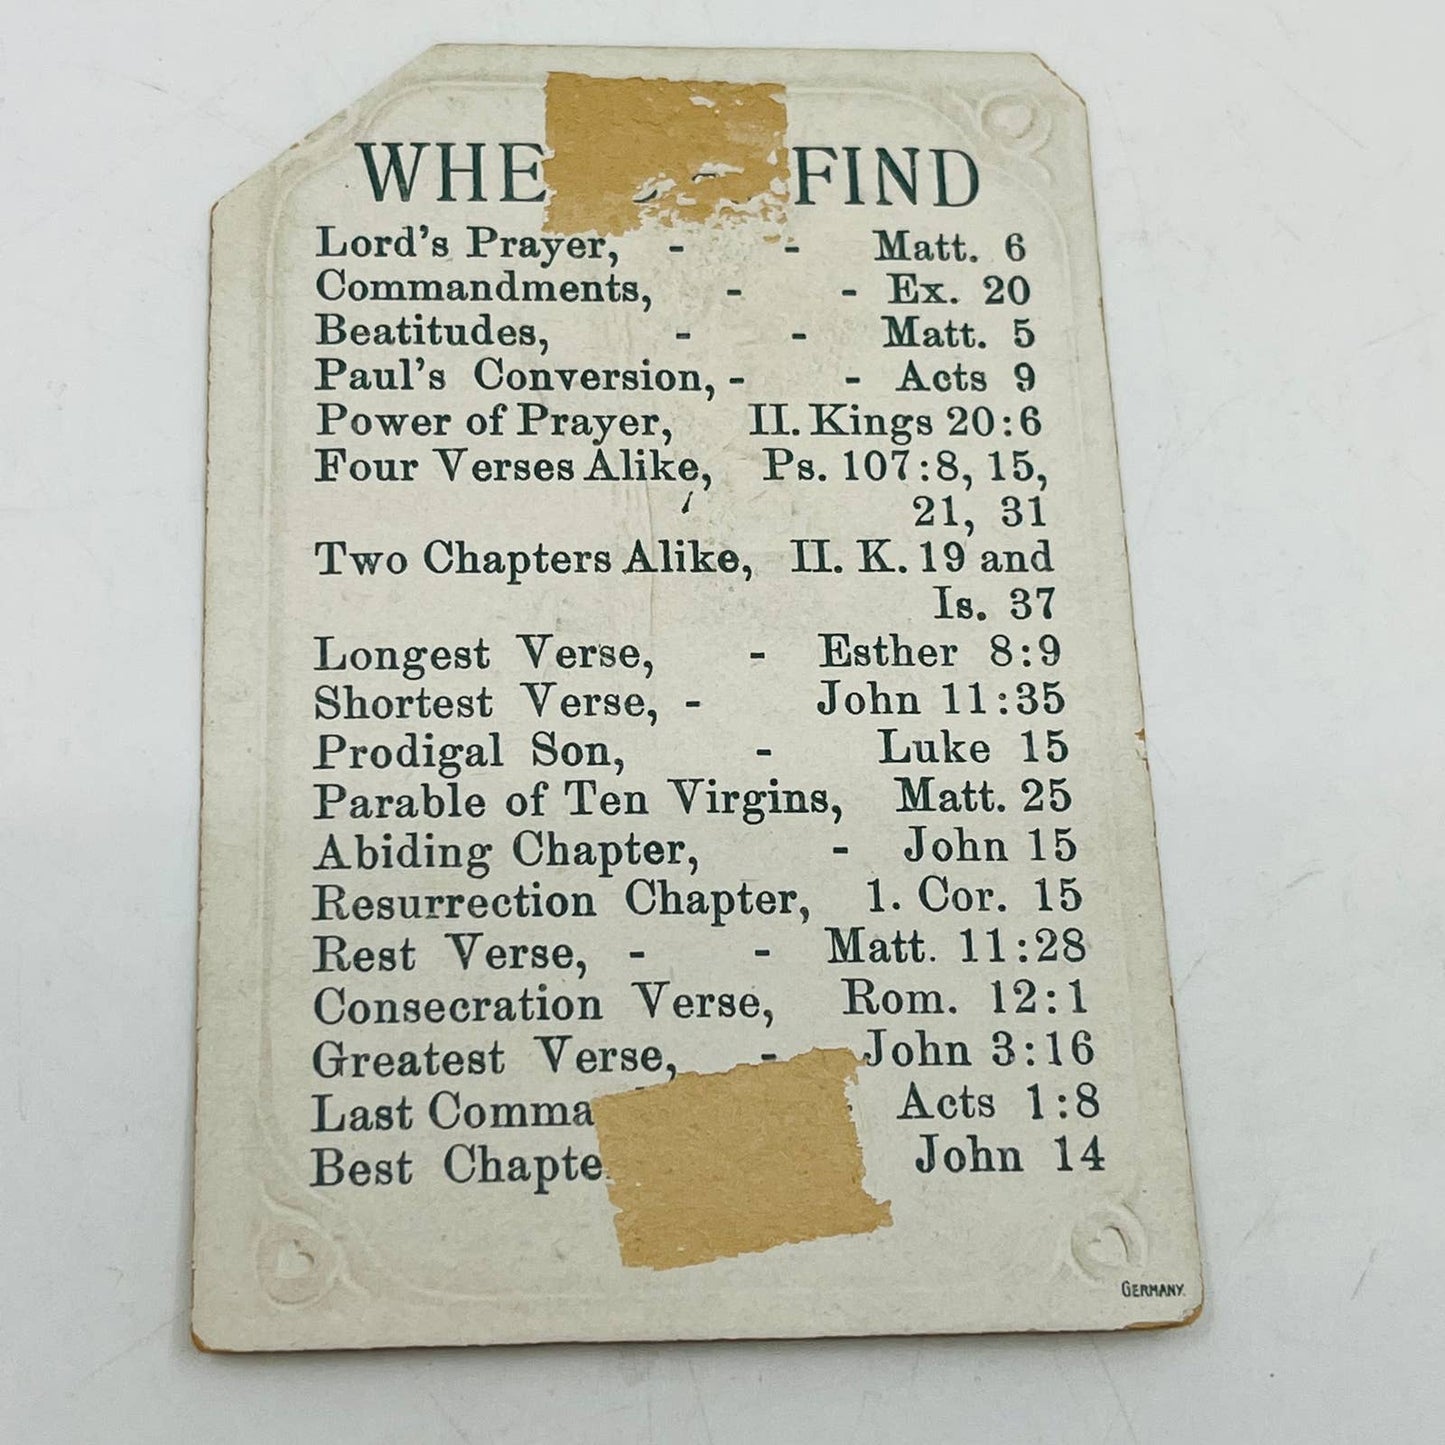 WHE FIND
Lord's Prayer, - - Matt. 6
Commandments, - - Ex. 20
Beatitudes, - - Matt. 5
Paul's Conversion, - - Acts 9
Power of Prayer, II. Kings 20:6
Four Verses Alike, Ps. 107:8, 15,
21, 31
Two Chapters Alike, II. K. 19 and
Is. 37
Longest Verse, - Esther 8:9
Shortest Verse, - John 11:35
Prodigal Son, - Luke 15
Parable of Ten Virgins, Matt. 25
Abiding Chapter, - John 15
Resurrection Chapter, 1. Cor. 15
Rest Verse, - - Matt. 11:28
Consecration Verse, Rom. 12:1
Greatest Verse, - John 3:16
Last Comma - Acts 1:8
Best Chapte John 14
GERMANY.